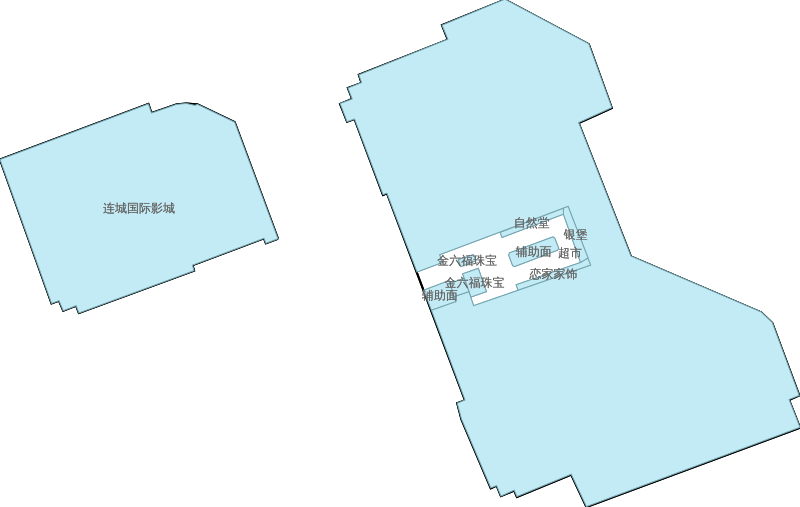 连城国际影城
自然堂
银堡
超市
辅助面
金六福珠宝
恋家家饰
金六福珠宝
辅助面